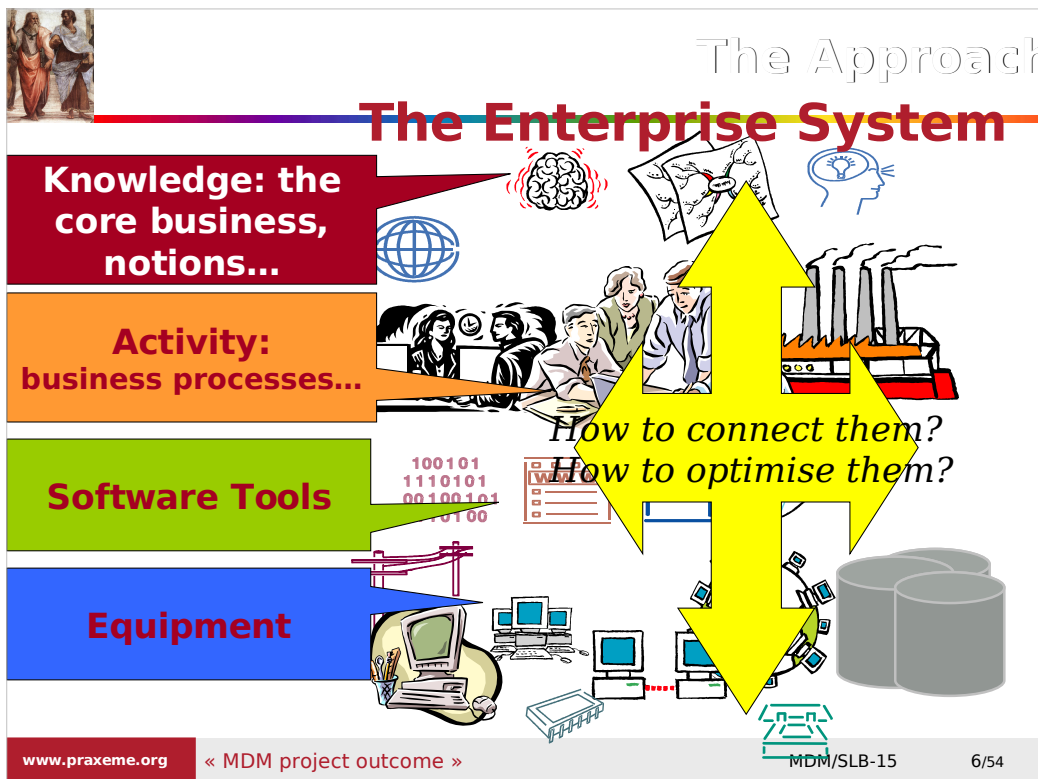 The Approach
The Enterprise System
Knowledge: the
core business,
notions…
Activity:
business processes…
How to connect them?
How to optimise them?
Software Tools
100101
1110101
00100101
Equipment
www.praxeme.org
« MDM project outcome »
MDM/SLB-15
6/54